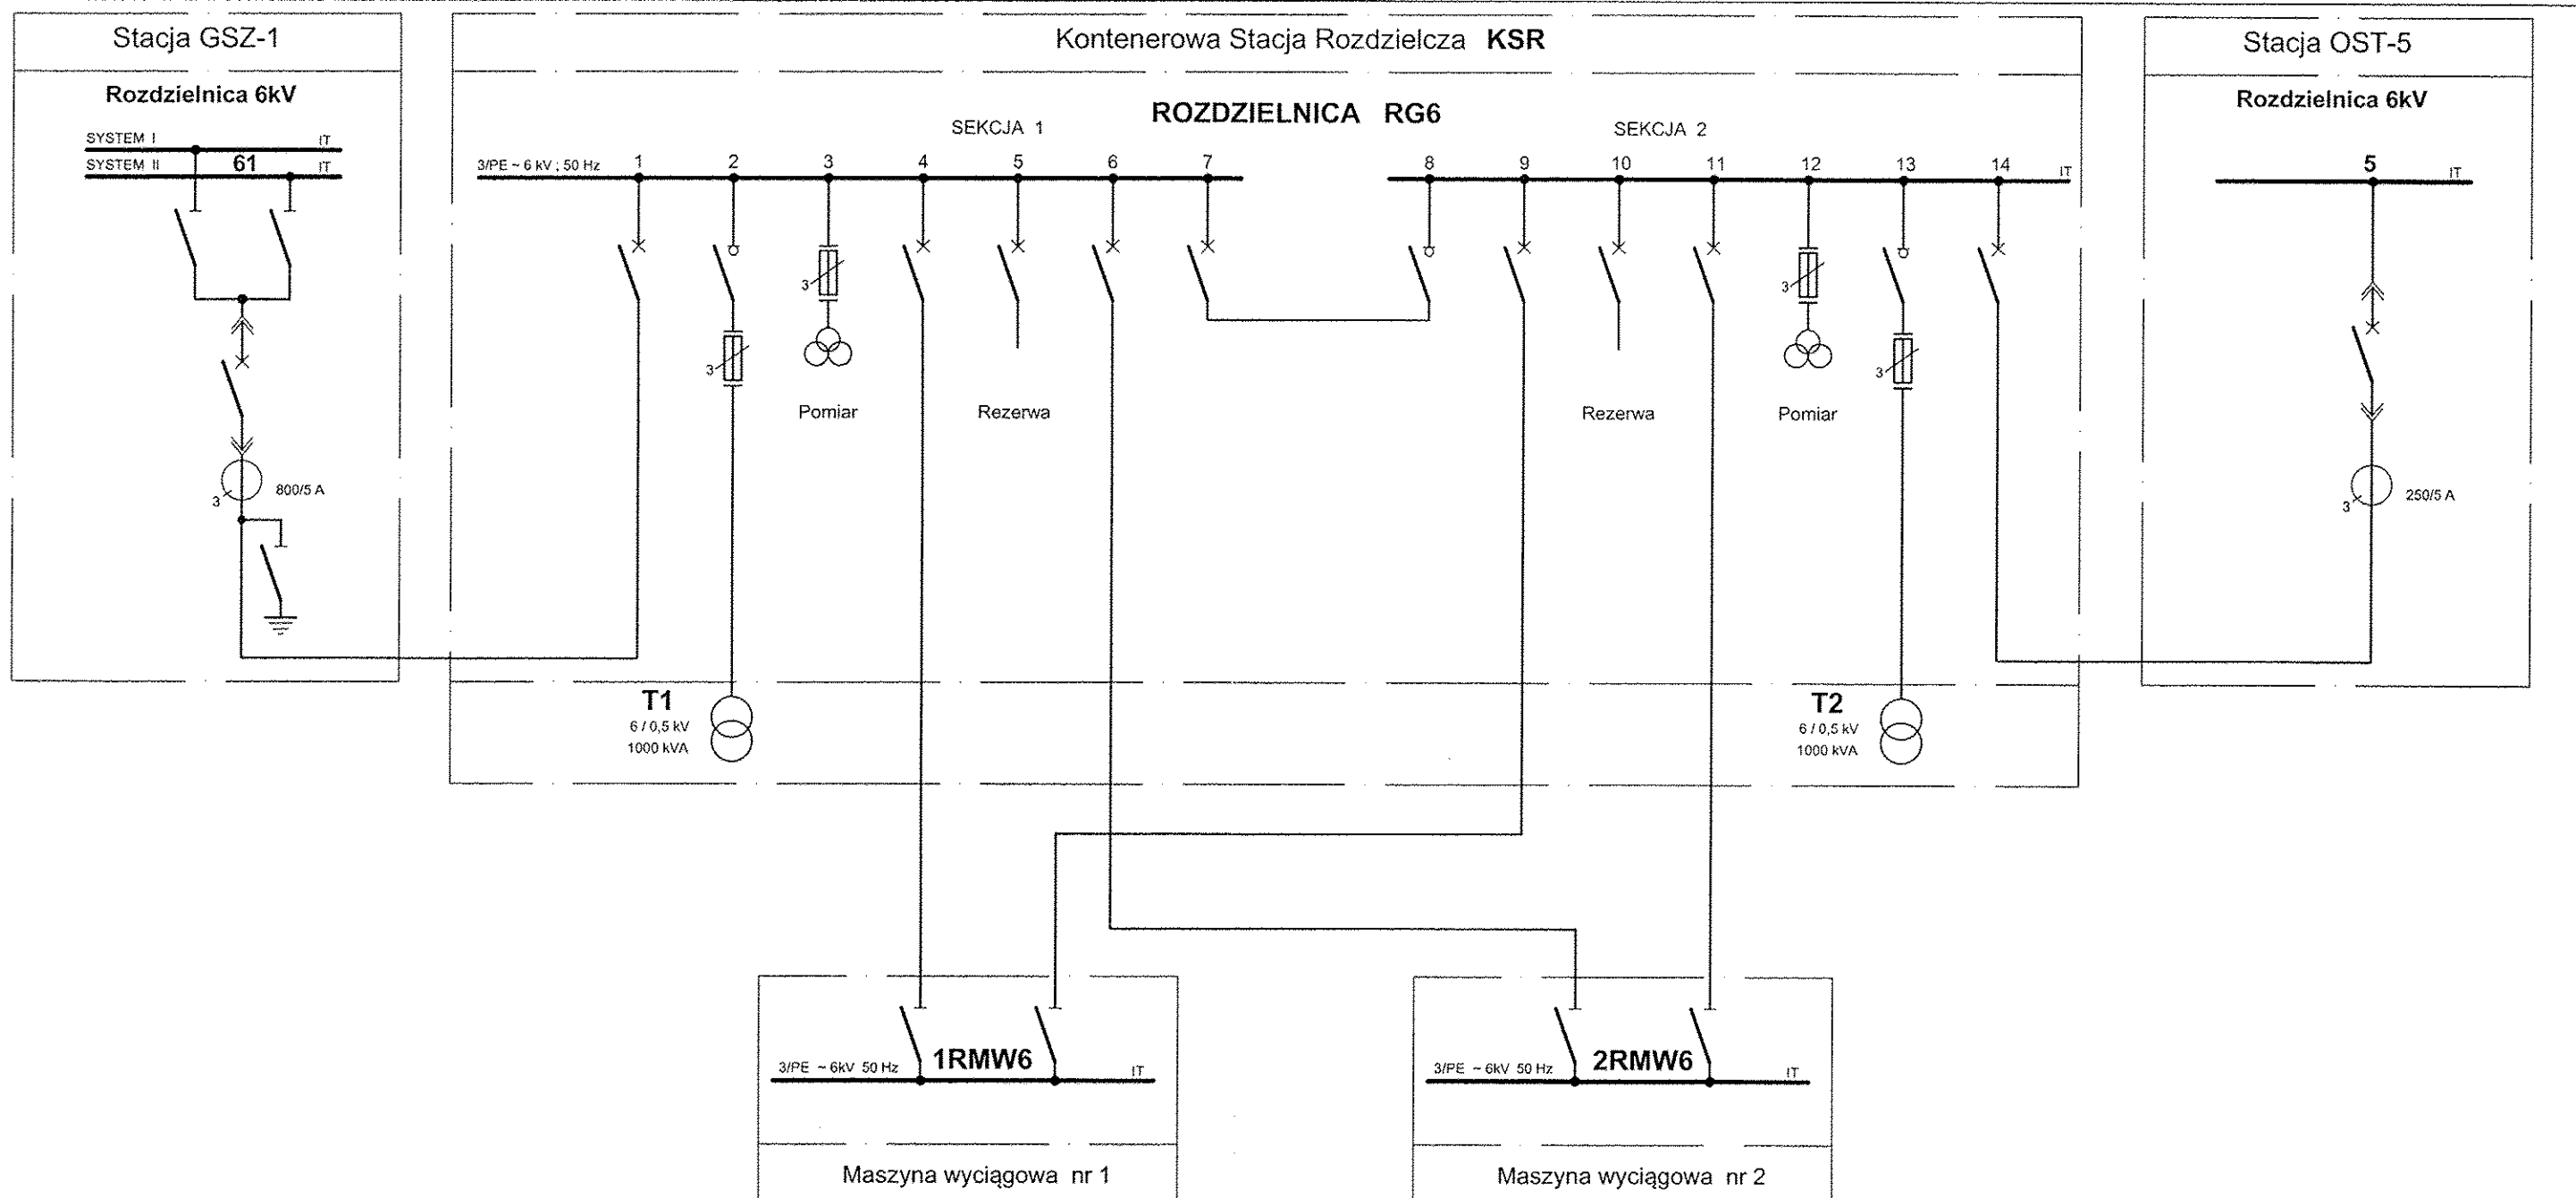 Stacja GSZ-1
Kontenerowa Stacja Rozdzielcza KSR
Stacja OST-5
Rozdzielnica 6kV
ROZDZIELNICA RG6
Rozdzielnica 6kV
SEKCJA 1
SEKCJA 2
SYSTEM I IT
SYSTEM II 61 IT
3/PE ~ 6 kV ; 50 Hz 1 2 3 4 5 6 7
8 9 10 11 12 13 14 IT
5 IT
3
3
3
3
Pomiar
Rezerwa
Rezerwa
Pomiar
3 800/5 A
3 250/5 A
T1
6 / 0,5 kV
1000 kVA
T2
6 / 0,5 kV
1000 kVA
3/PE ~ 6kV 50 Hz 1RMW6 IT
3/PE ~ 6kV 50 Hz 2RMW6 IT
Maszyna wyciągowa nr 1
Maszyna wyciągowa nr 2